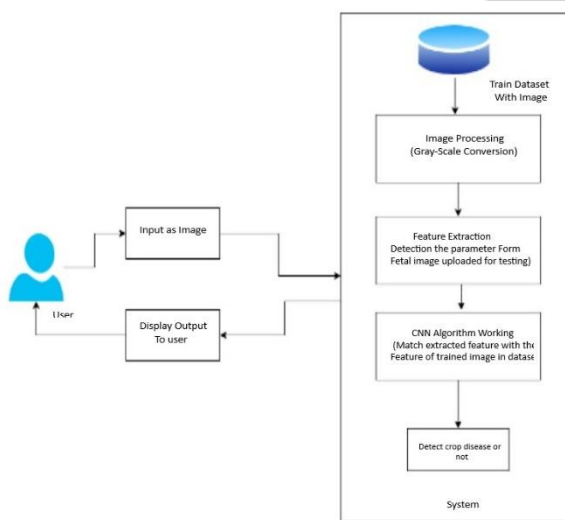 Train Dataset
With Image
Image Processing
(Gray-Scale Conversion)
Input as Image
Feature Extraction
Detection the parameter Form
Fetal image uploaded for testing)
User
Display Output
To user
CNN Algorithm Working
(Match extracted feature with the
Feature of trained image in datase
Detect crop disease or
not
System